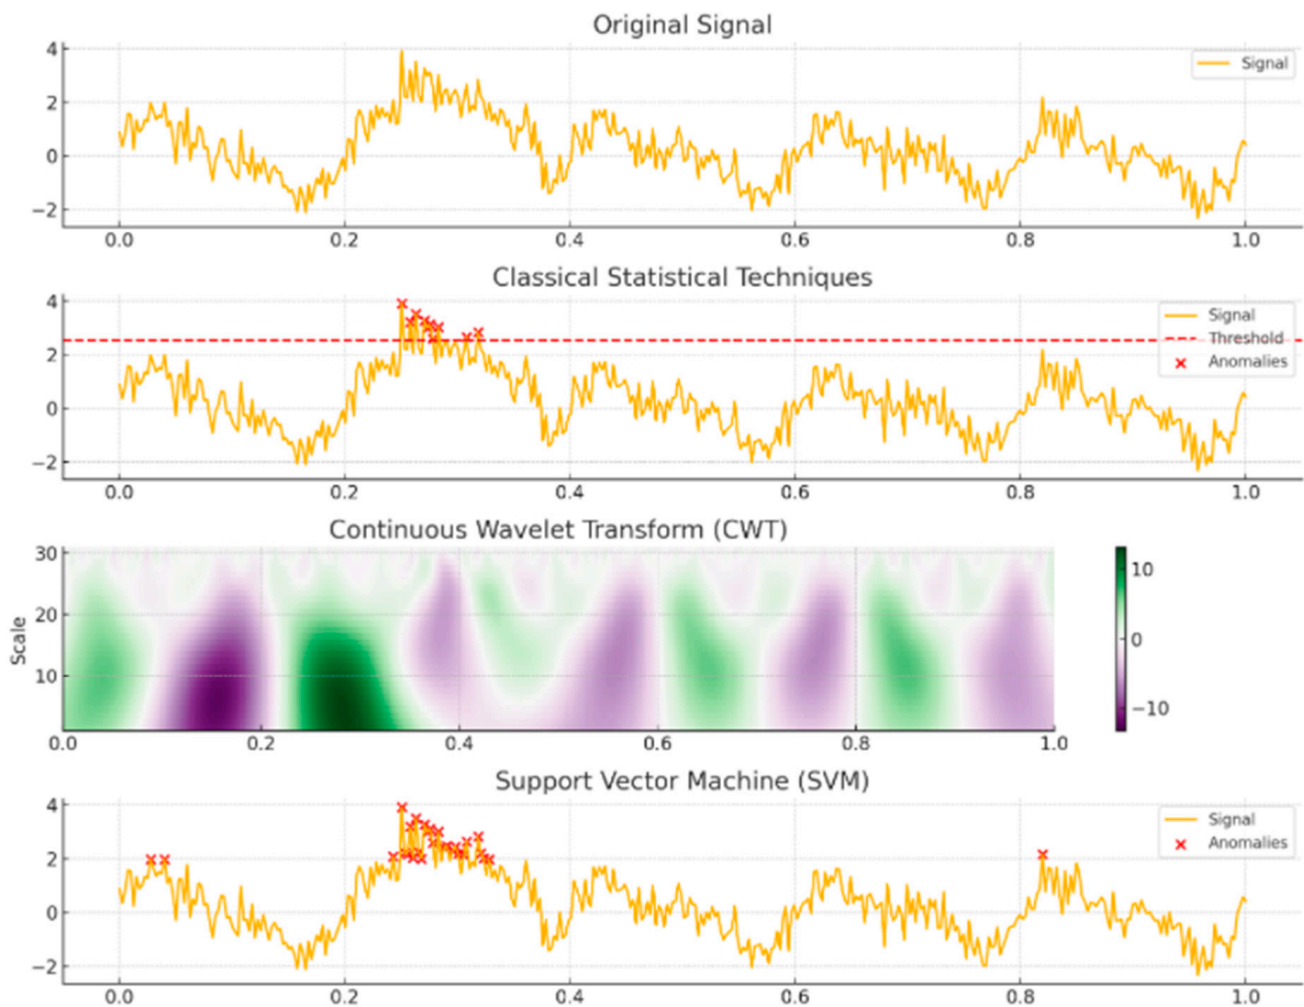 Original Signal
4
2
0
−2
Signal
0.0 0.2 0.4 0.6 0.8 1.0
Classical Statistical Techniques
4
2
0
−2
Signal
Threshold
Anomalies
0.0 0.2 0.4 0.6 0.8 1.0
Continuous Wavelet Transform (CWT)
Scale
30
20
10
0.0 0.2 0.4 0.6 0.8 1.0
10
0
−10
Support Vector Machine (SVM)
4
2
0
−2
Signal
Anomalies
0.0 0.2 0.4 0.6 0.8 1.0